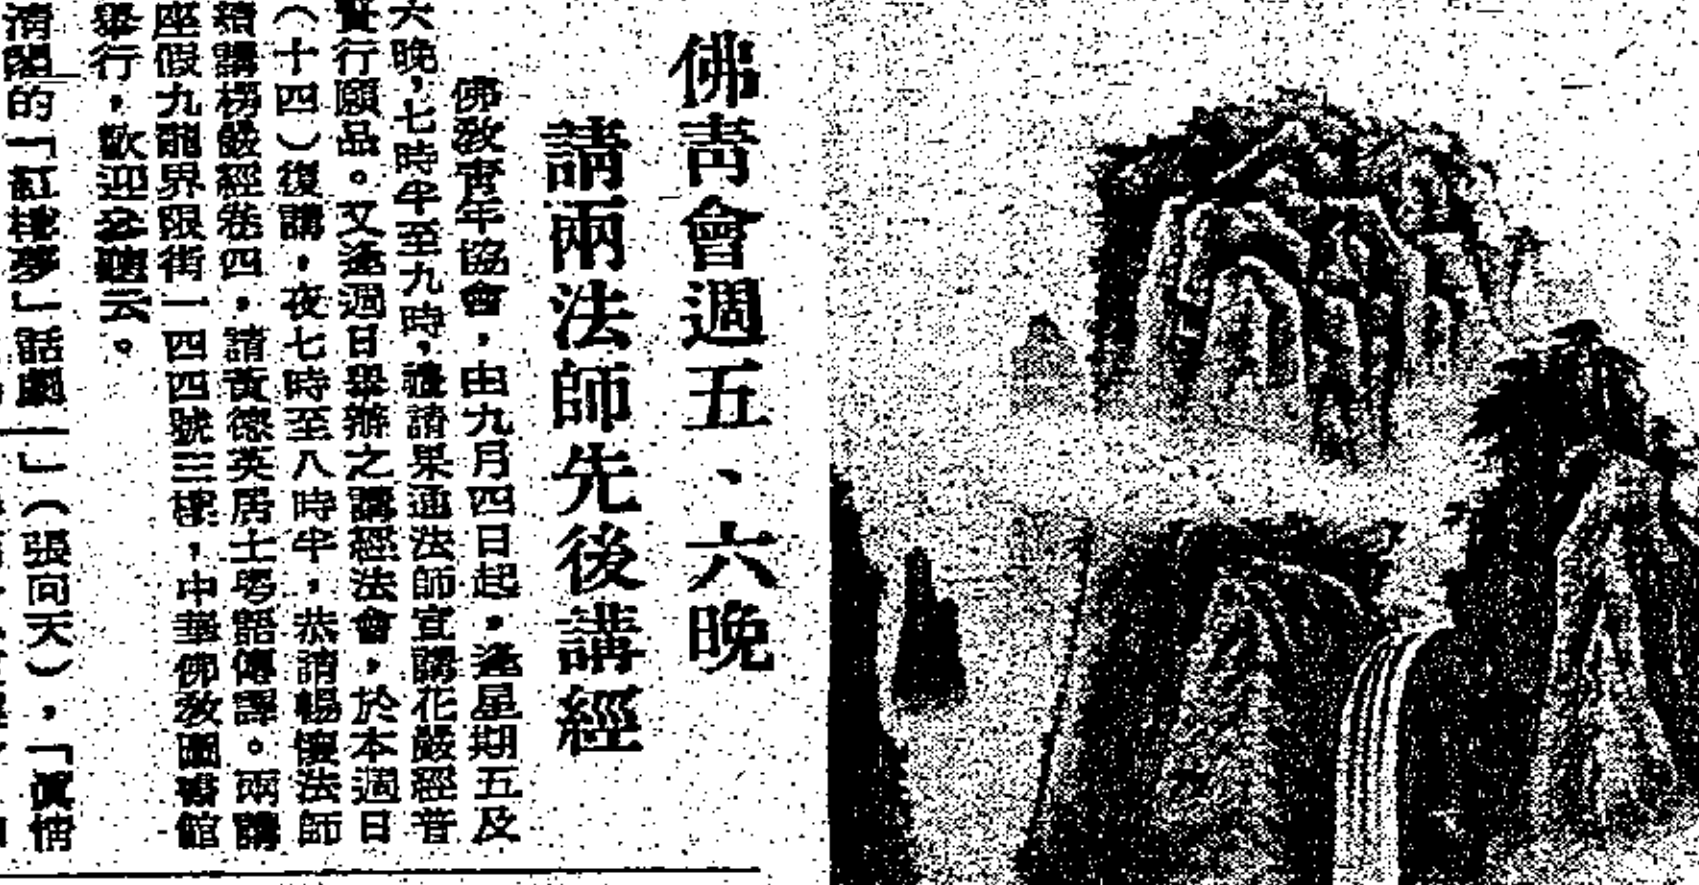 佛青會週五、六晚
請兩法師先後講經
佛教青年協會，由九月四日起，逢星期五及
六晚，七時半至九時，禮請果通法師宣講花嚴經普
賢行願品。又逢週日舉辦之講經法會，於本週日
（十四）復講，夜七時至八時半，恭請暢懷法師
續講楞嚴經卷四，請黃德英居士粵語傳譯。兩講
座假九龍界限街一四四號三樓，中華佛教圖書館
舉行，歡迎參聽云。
清閣的「紅樓夢」話劇——」（張向天），「眞情